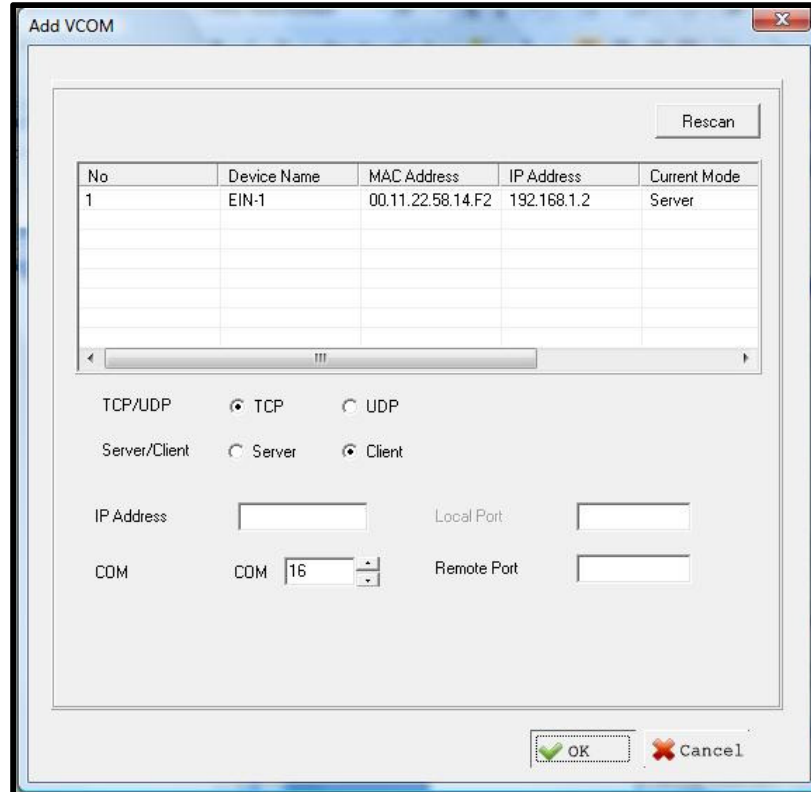 Add VCOM
Rescan
No Device Name MAC Address IP Address Current Mode
1 EIN-1 00.11.22.58.14.F2 192.168.1.2 Server
TCP/UDP TCP UDP
Server/Client Server Client
IP Address Local Port
COM COM 16 Remote Port
OK Cancel